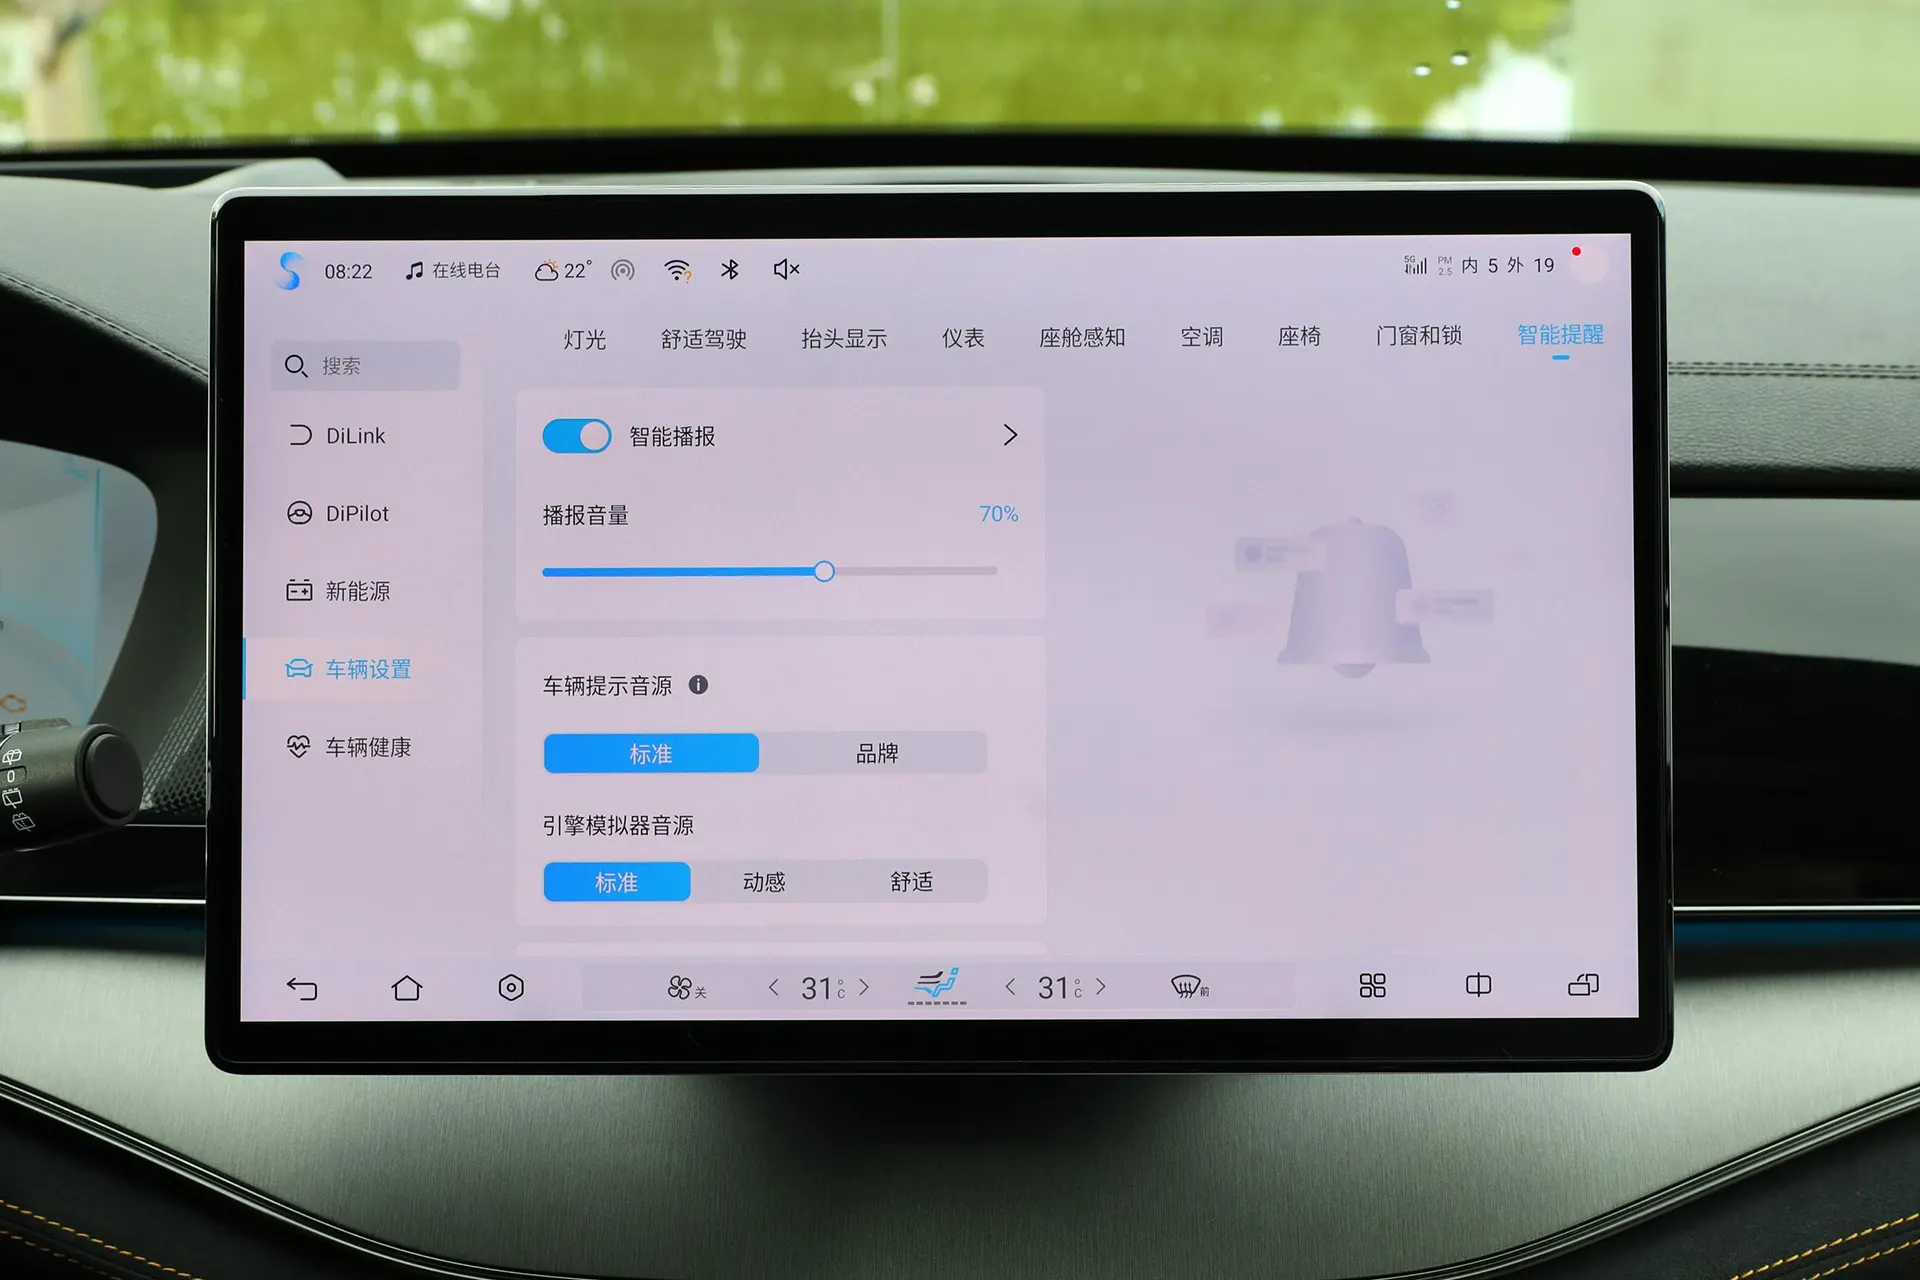 08:22 在线电台 22° 5G PM 2.5 内 5 外 19
灯光 舒适驾驶 抬头显示 仪表 座舱感知 空调 座椅 门窗和锁 智能提醒
搜索
DiLink
DiPilot
新能源
车辆设置
车辆健康
智能播报
播报音量 70%
车辆提示音源
标准 品牌
引擎模拟器音源
标准 动感 舒适
关 31°C 31°C 前
0